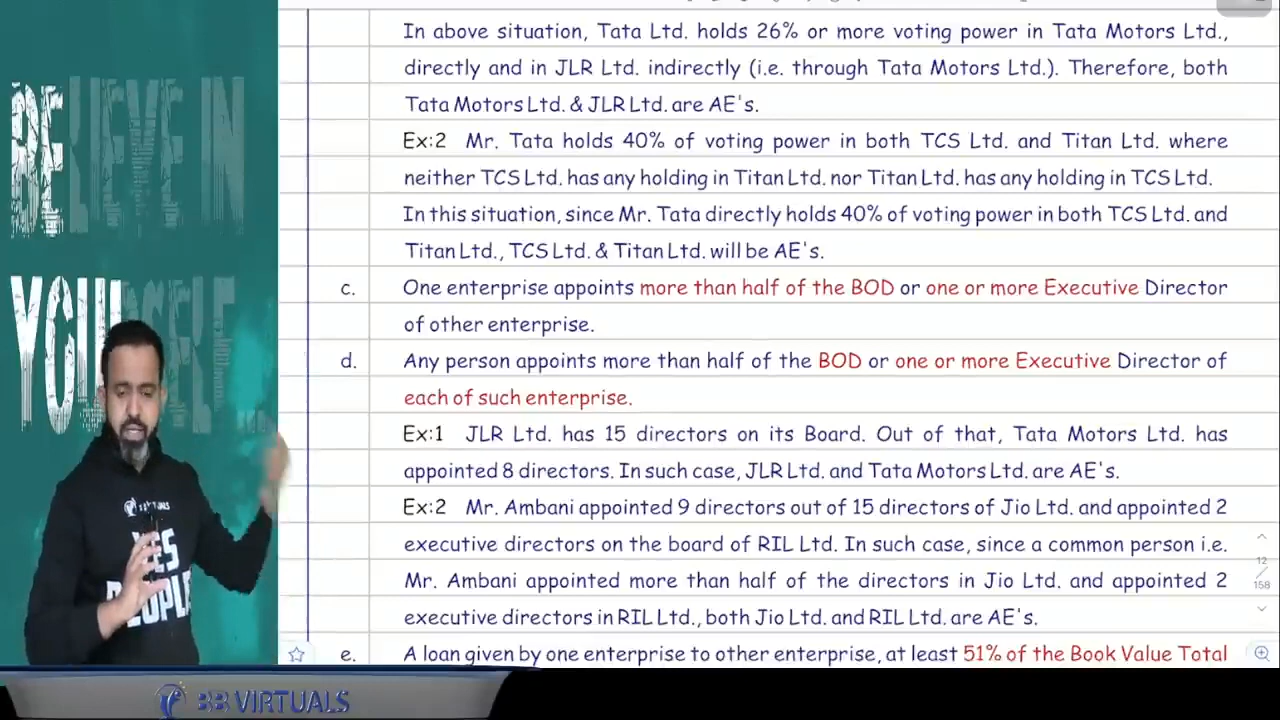 In above situation, Tata Ltd. holds 26% or more voting power in Tata Motors Ltd.,
directly and in JLR Ltd. indirectly (i.e. through Tata Motors Ltd.). Therefore, both
Tata Motors Ltd. & JLR Ltd. are AE's.
Ex:2 Mr. Tata holds 40% of voting power in both TCS Ltd. and Titan Ltd. where
neither TCS Ltd. has any holding in Titan Ltd. nor Titan Ltd. has any holding in TCS Ltd.
In this situation, since Mr. Tata directly holds 40% of voting power in both TCS Ltd. and
Titan Ltd., TCS Ltd. & Titan Ltd. will be AE's.
c. One enterprise appoints more than half of the BOD or one or more Executive Director
of other enterprise.
d. Any person appoints more than half of the BOD or one or more Executive Director of
each of such enterprise.
Ex:1 JLR Ltd. has 15 directors on its Board. Out of that, Tata Motors Ltd. has
appointed 8 directors. In such case, JLR Ltd. and Tata Motors Ltd. are AE's.
Ex:2 Mr. Ambani appointed 9 directors out of 15 directors of Jio Ltd. and appointed 2
executive directors on the board of RIL Ltd. In such case, since a common person i.e.
Mr. Ambani appointed more than half of the directors in Jio Ltd. and appointed 2
executive directors in RIL Ltd., both Jio Ltd. and RIL Ltd. are AE's.
e. A loan given by one enterprise to other enterprise, at least 51% of the Book Value Total
12
158
BELIEVE IN
PEOPLE
BB VIRTUALS